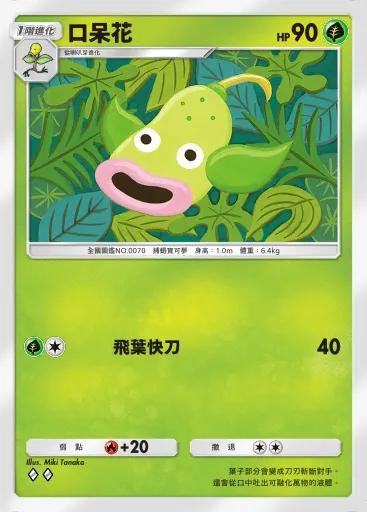 1階進化
口呆花
HP 90
從喇叭芽進化
全國圖鑑NO.0070 捕蠅寶可夢 身高：1.0m 體重：6.4kg
飛葉快刀 40
弱點 +20 撤退
Illus. Miki Tanaka
葉子部分會變成刀刃斬斷對手。
還會從口中吐出可融化萬物的液體。